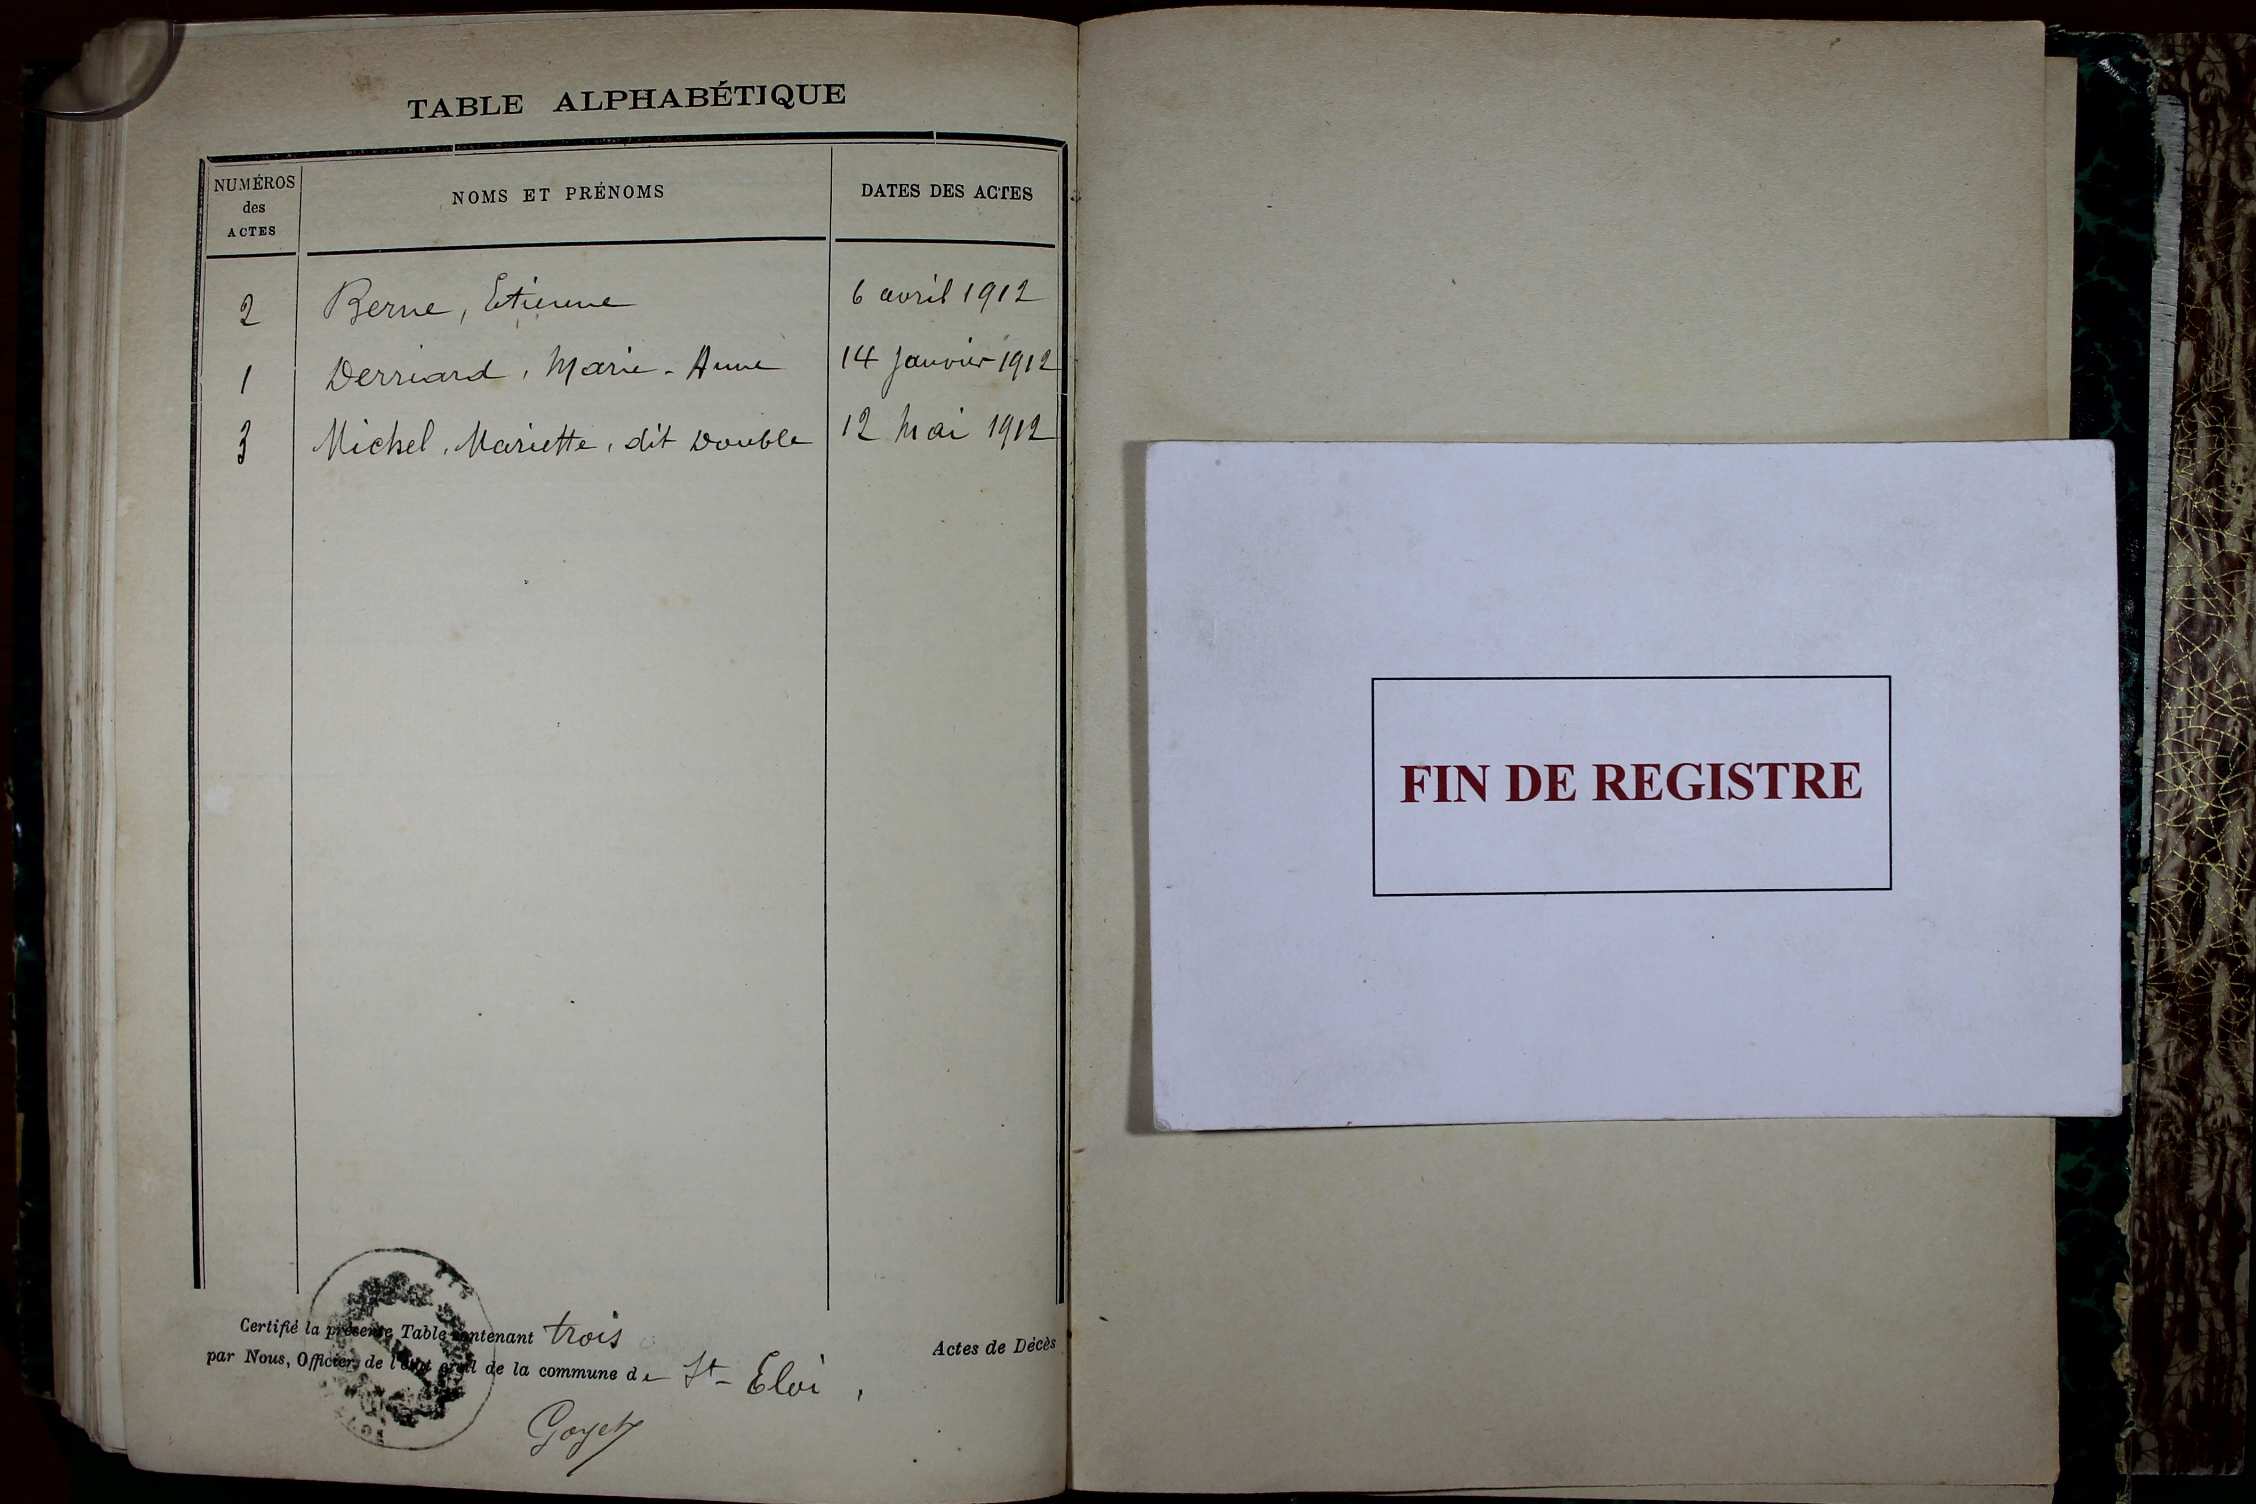 TABLE ALPHABÉTIQUE
NUMÉROS
des
ACTES
NOMS ET PRÉNOMS
DATES DES ACTES
2 Berne, Etienne 6 avril 1912
1 Derriard, Marie-Anne 14 Janvier 1912
3 Michel, Mariette, dit Double 12 Mai 1912
Certifié la présente Table contenant trois Actes de Décès
par Nous, Officier de l'état civil de la commune de St-Eloi,
Goyet
FIN DE REGISTRE